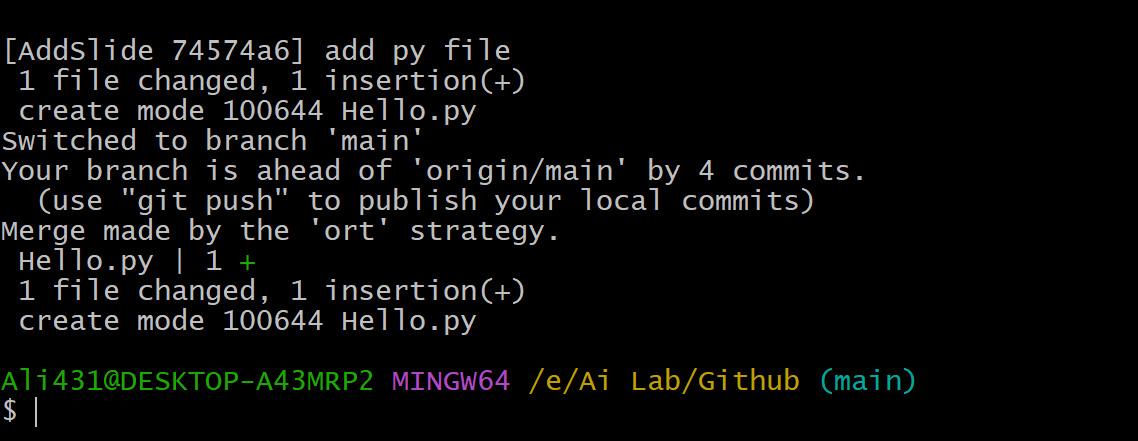 [AddSlide 74574a6] add py file
 1 file changed, 1 insertion(+)
 create mode 100644 Hello.py
Switched to branch 'main'
Your branch is ahead of 'origin/main' by 4 commits.
  (use "git push" to publish your local commits)
Merge made by the 'ort' strategy.
 Hello.py | 1 +
 1 file changed, 1 insertion(+)
 create mode 100644 Hello.py
Ali431@DESKTOP-A43MRP2 MINGW64 /e/Ai Lab/Github (main)
$